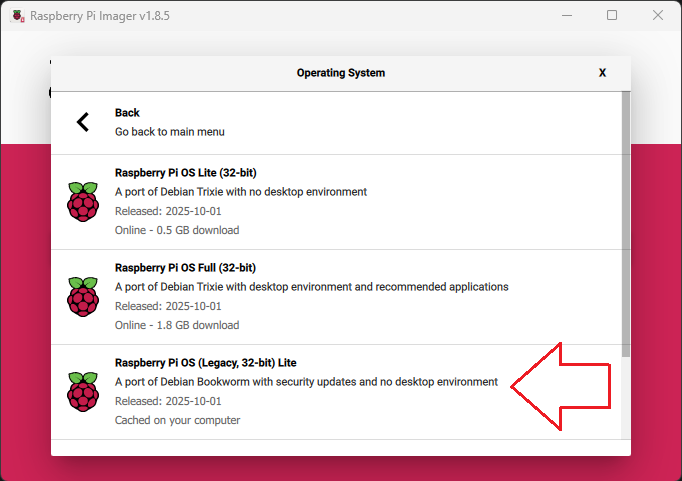 Raspberry Pi Imager v1.8.5
Operating System
X
Back
Go back to main menu
Raspberry Pi OS Lite (32-bit)
A port of Debian Trixie with no desktop environment
Released: 2025-10-01
Online - 0.5 GB download
Raspberry Pi OS Full (32-bit)
A port of Debian Trixie with desktop environment and recommended applications
Released: 2025-10-01
Online - 1.8 GB download
Raspberry Pi OS (Legacy, 32-bit) Lite
A port of Debian Bookworm with security updates and no desktop environment
Released: 2025-10-01
Cached on your computer